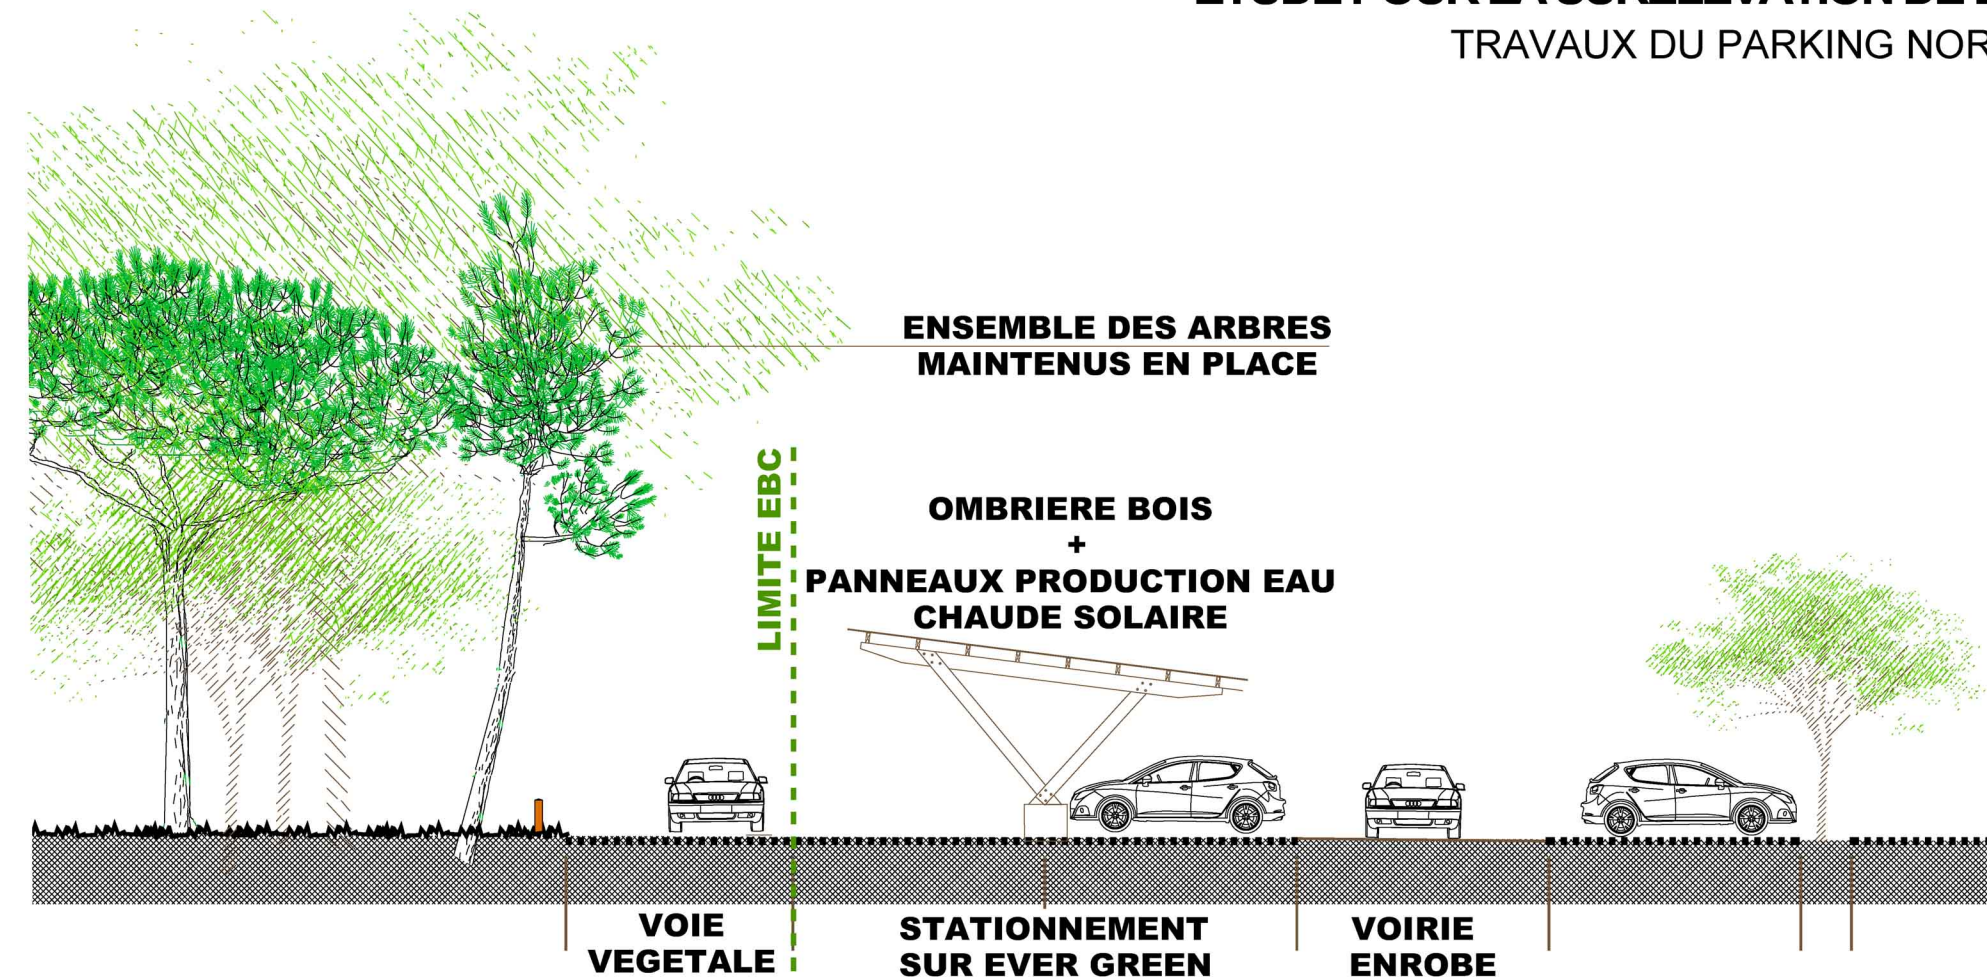 TRAVAUX DU PARKING
ENSEMBLE DES ARBRES
MAINTENUS EN PLACE
LIMITE EBC
OMBRIERE BOIS
+
PANNEAUX PRODUCTION EAU
CHAUDE SOLAIRE
VOIE
VEGETALE
STATIONNEMENT
SUR EVER GREEN
VOIRIE
ENROBE